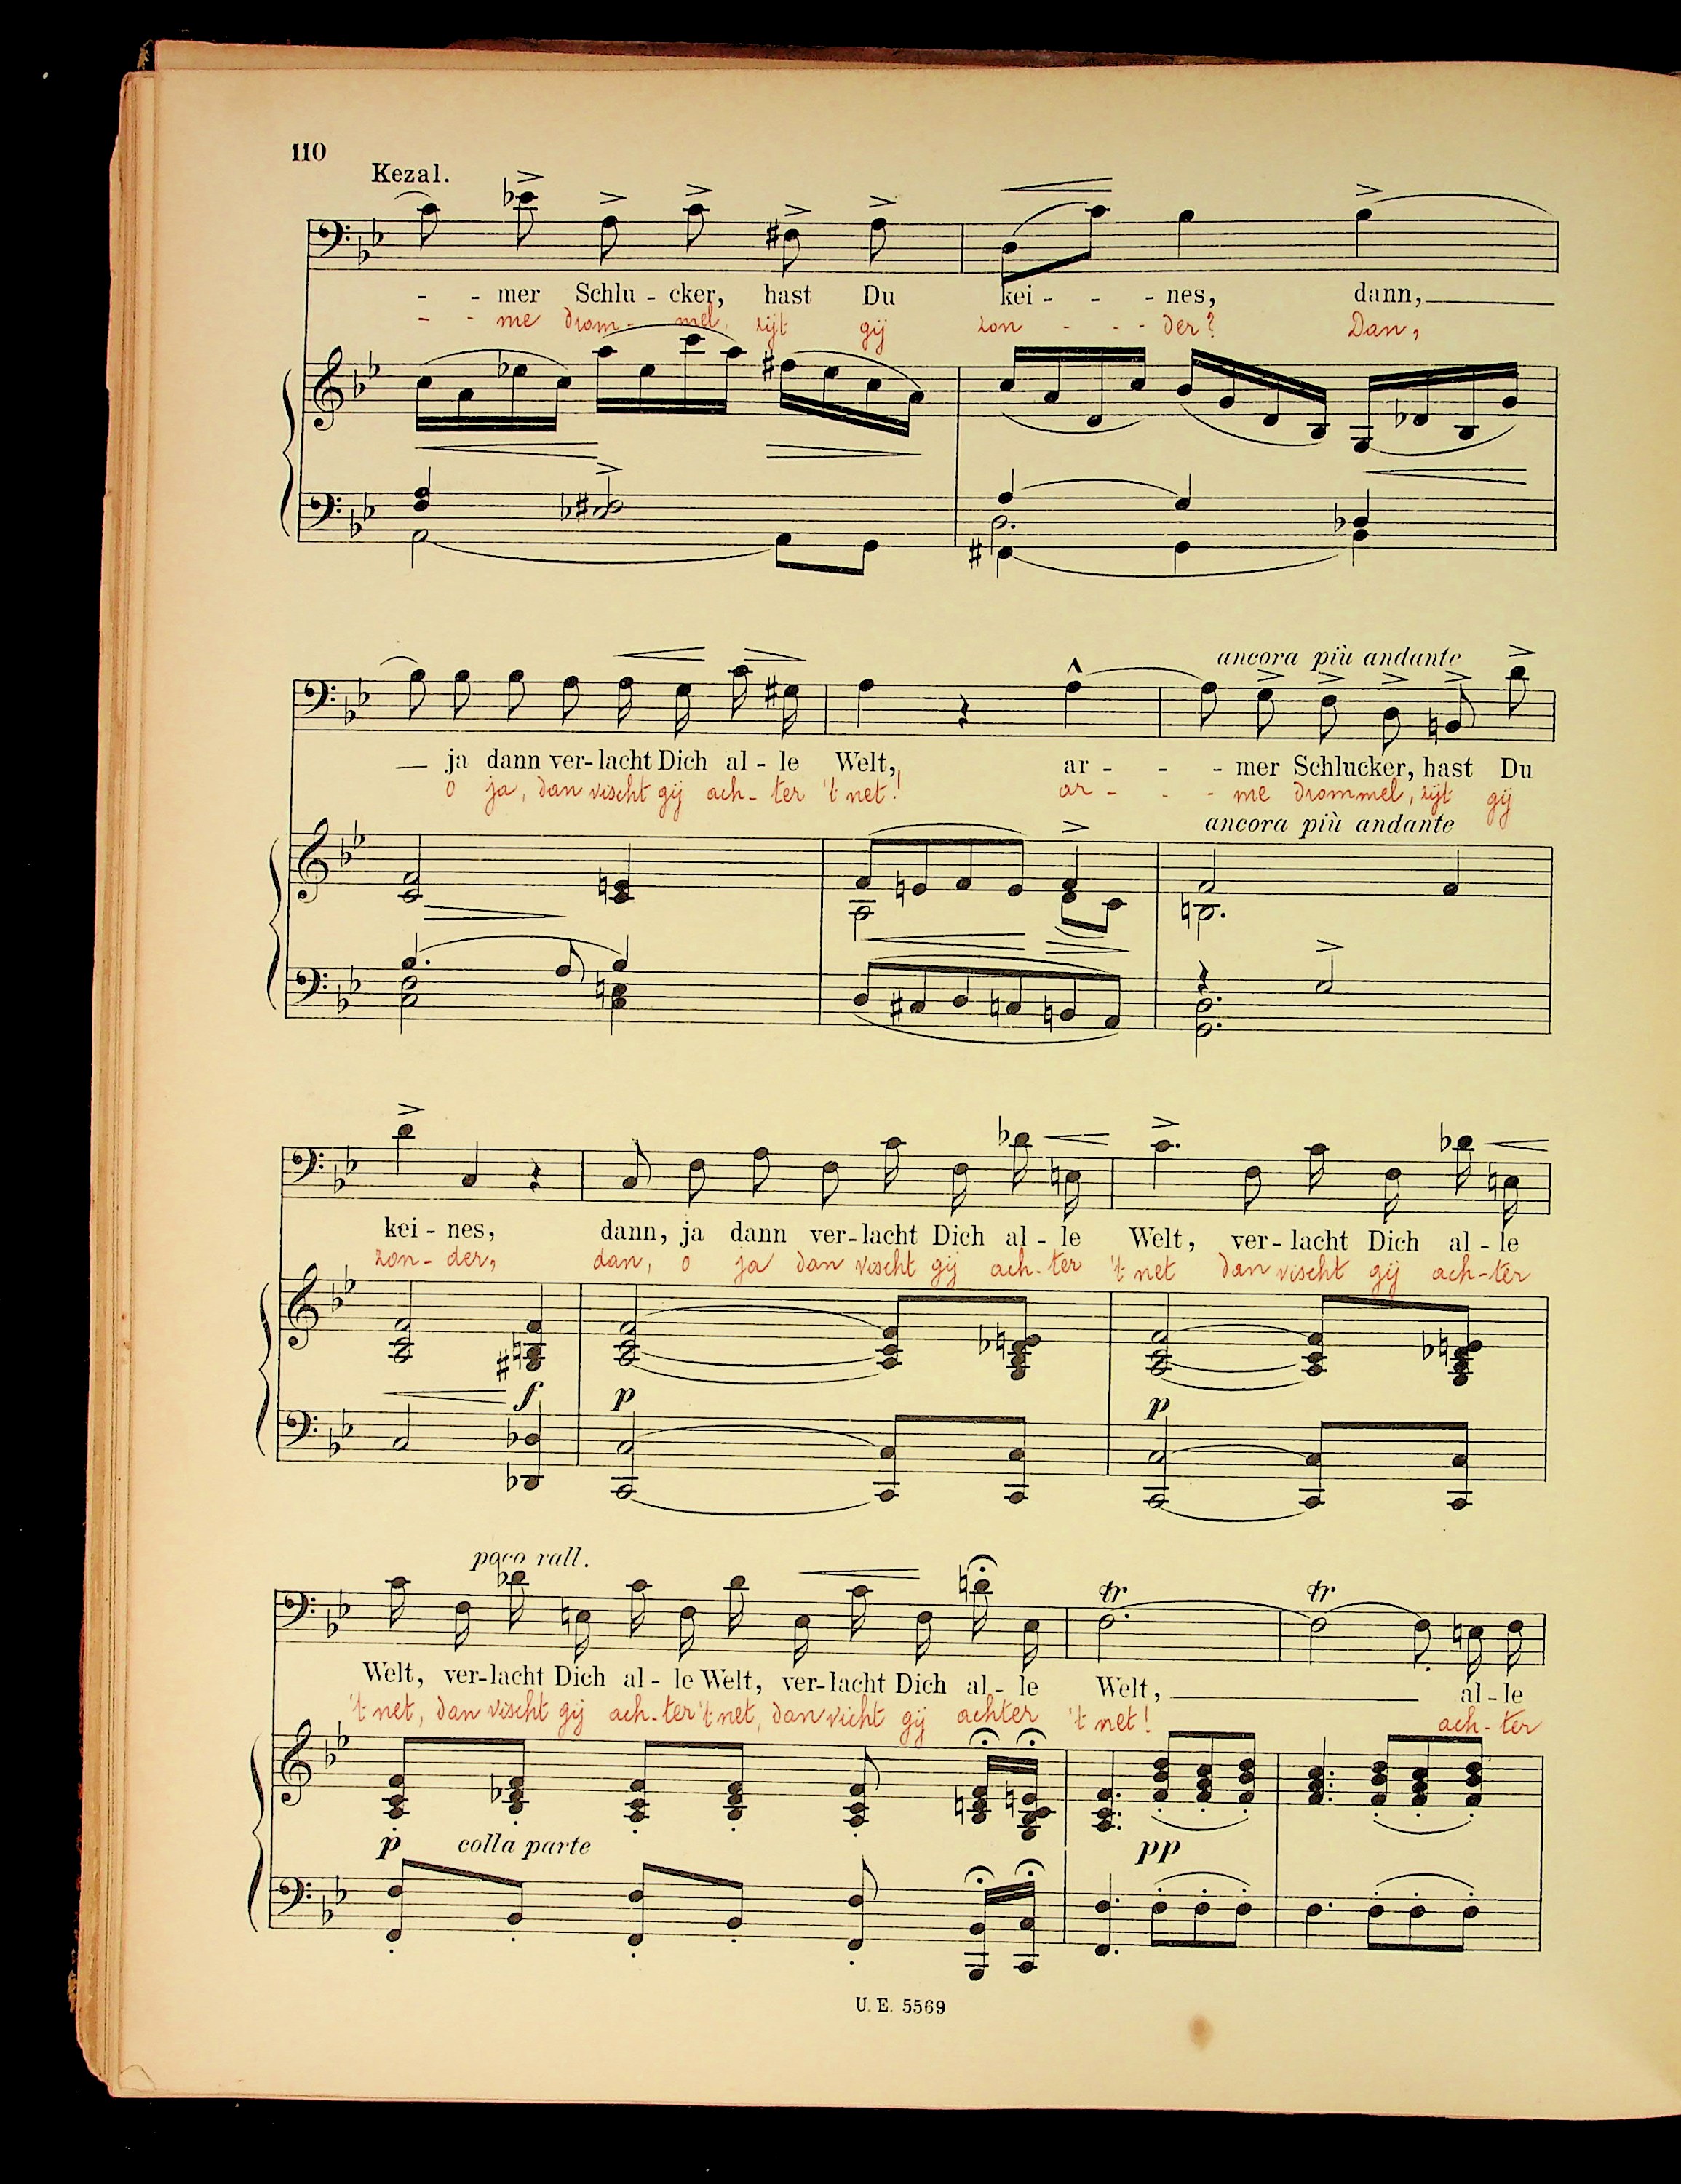 110
Kezal.
- - mer Schlu - cker, hast Du kei - - - nes, dann,
- - me drom - mel, zijt gij zon - - - der? Dan,
ancora più andante
ja dann ver - lacht Dich al - le Welt, ar - - - mer Schlucker, hast Du
o ja, dan vischt gij ach - ter 't net! ar - - - me drommel, zijt gij
ancora più andante
kei - nes, dann, ja dann ver - lacht Dich al - le Welt, ver - lacht Dich al - le
zon - der, dan, o ja dan vischt gij ach - ter 't net dan vischt gij ach - ter
f p p
poco rall.
tr tr
Welt, ver - lacht Dich al - le Welt, ver - lacht Dich al - le Welt, al - le
't net, dan vischt gij ach - ter 't net, dan vicht gij achter 't net! ach - ter
p colla parte pp
U. E. 5569